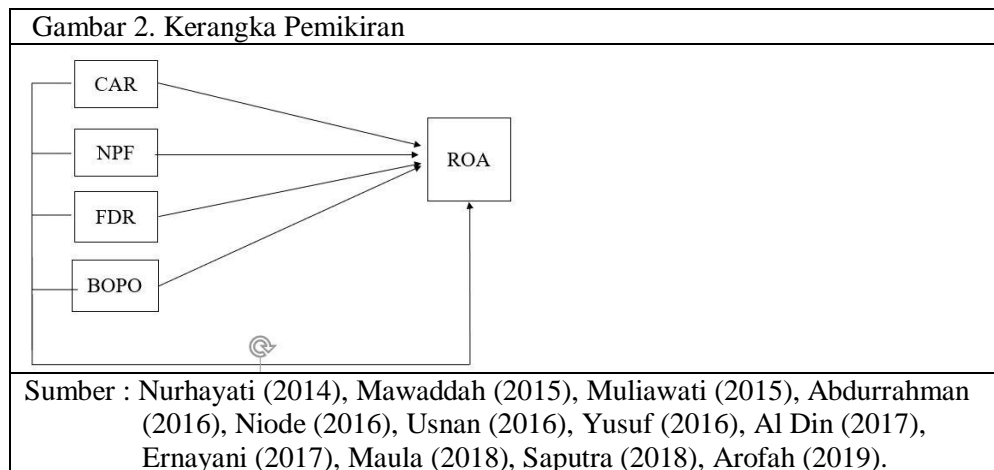 Gambar 2. Kerangka Pemikiran
CAR
NPF
ROA
FDR
BOPO
Sumber : Nurhayati (2014), Mawaddah (2015), Muliawati (2015), Abdurrahman
(2016), Niode (2016), Usnan (2016), Yusuf (2016), Al Din (2017),
Ernayani (2017), Maula (2018), Saputra (2018), Arofah (2019).